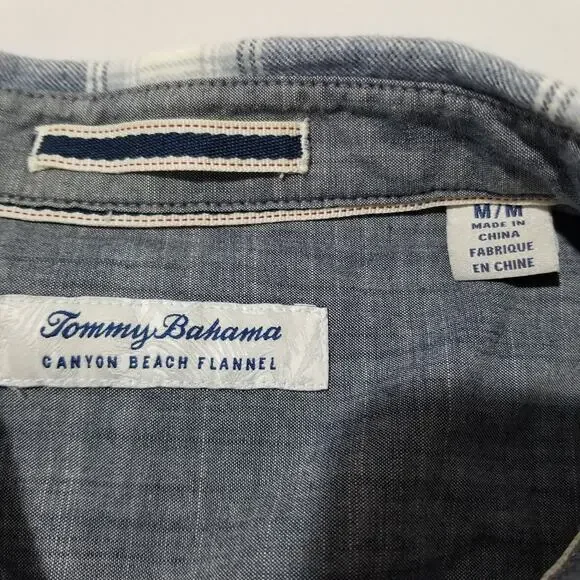 M/M
MADE IN
CHINA
FABRIQUE
EN CHINE
Tommy Bahama
CANYON BEACH FLANNEL